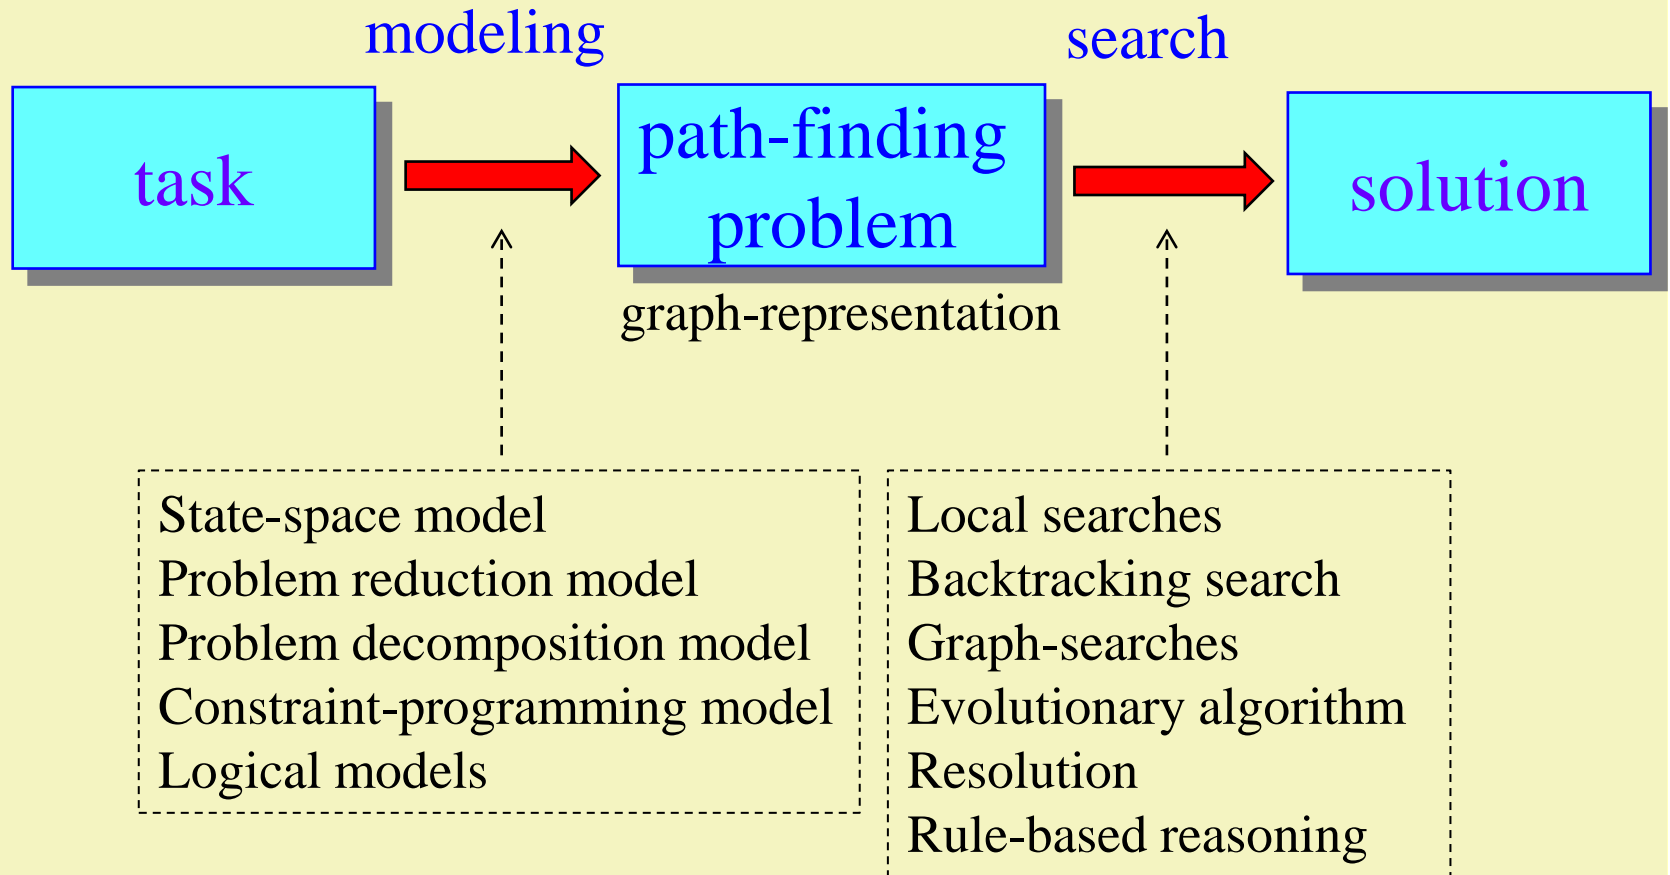 modeling
search
task
path-finding
problem
solution
graph-representation
State-space model
Problem reduction model
Problem decomposition model
Constraint-programming model
Logical models
Local searches
Backtracking search
Graph-searches
Evolutionary algorithm
Resolution
Rule-based reasoning